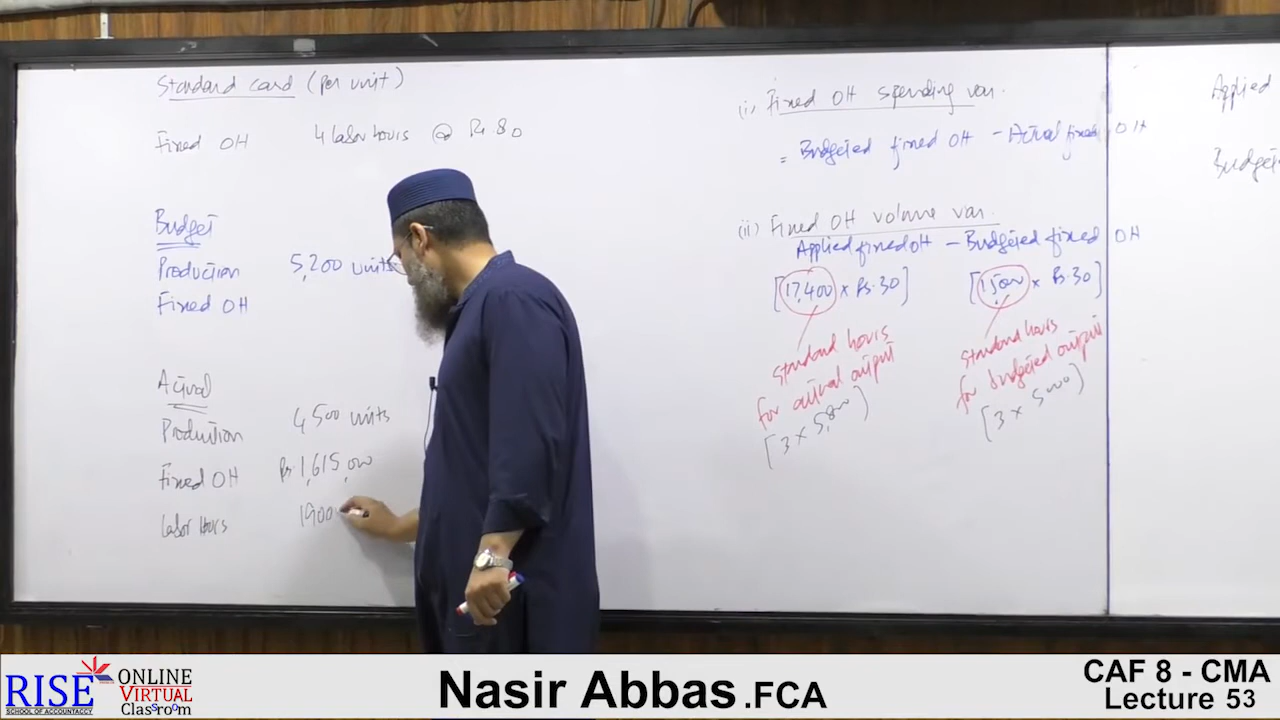 Standard card (per unit)
Fixed OH 4 labor hours @ Rs. 80
Budget
Production 5,200 units
Fixed OH
Actual
Production 4,500 units
Fixed OH Rs. 1,615,000
labor hours 1900
(i) Fixed OH spending var.
= Budgeted fixed OH - Actual fixed OH
(ii) Fixed OH volume var.
Applied fixed OH - Budgeted fixed OH
[17,400 x Rs. 30] [15,000 x Rs. 30]
standard hours
for actual output
[3 x 5,800]
standard hours
for budgeted output
[3 x 5000]
Applied
RISE
SCHOOL OF ACCOUNTANCY
ONLINE
VIRTUAL
Classroom
Nasir Abbas .FCA
CAF 8 - CMA
Lecture 53